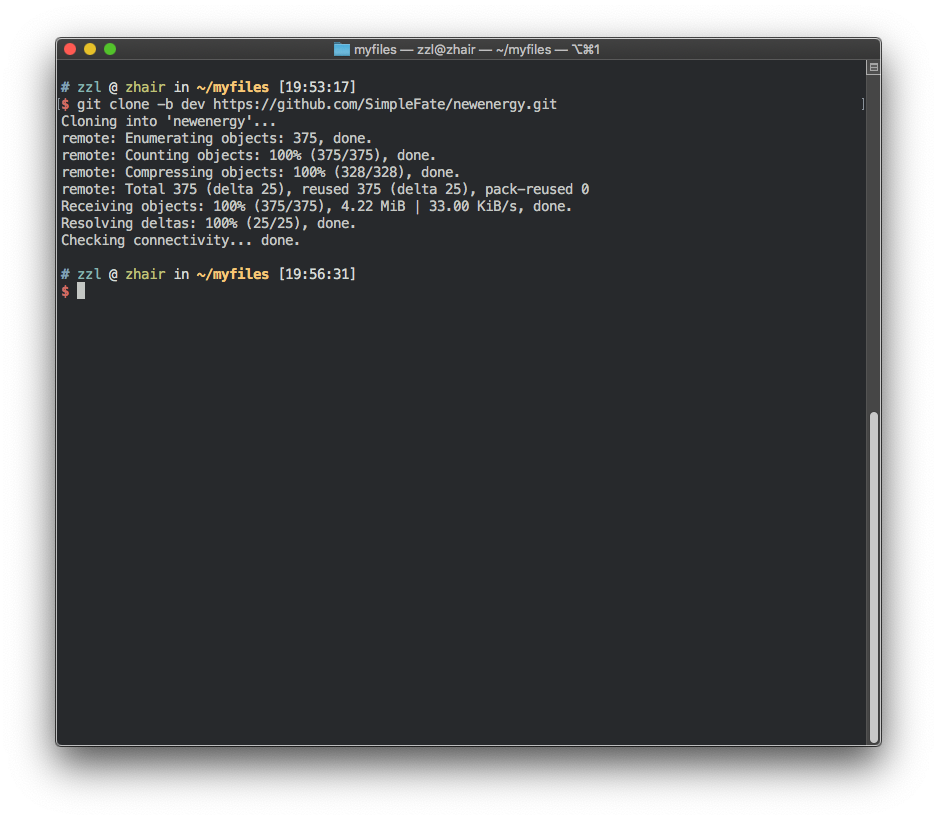 myfiles — zzl@zhair — ~/myfiles — ⌥⌘1
# zzl @ zhair in ~/myfiles [19:53:17]
$ git clone -b dev https://github.com/SimpleFate/newenergy.git
Cloning into 'newenergy'...
remote: Enumerating objects: 375, done.
remote: Counting objects: 100% (375/375), done.
remote: Compressing objects: 100% (328/328), done.
remote: Total 375 (delta 25), reused 375 (delta 25), pack-reused 0
Receiving objects: 100% (375/375), 4.22 MiB | 33.00 KiB/s, done.
Resolving deltas: 100% (25/25), done.
Checking connectivity... done.
# zzl @ zhair in ~/myfiles [19:56:31]
$